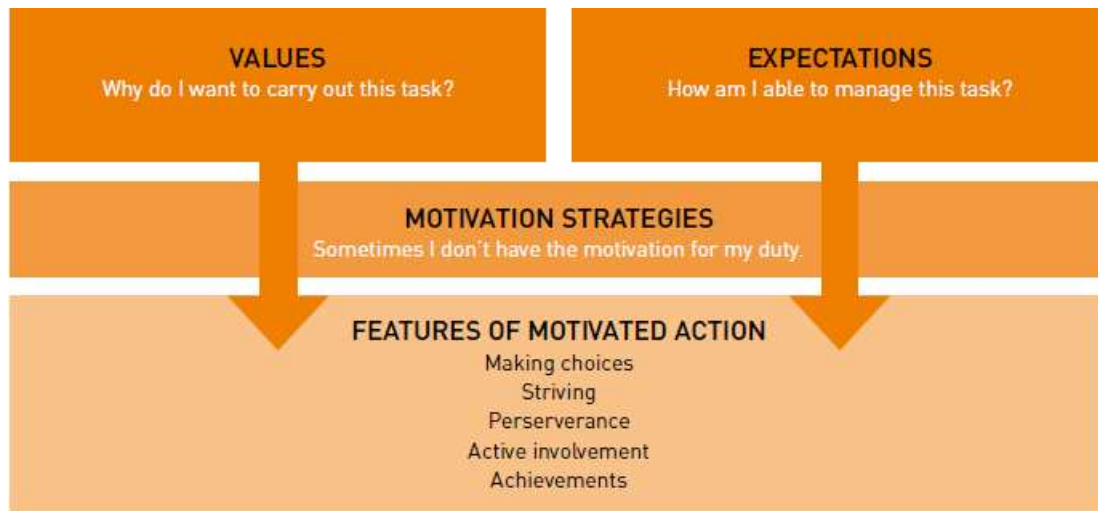 VALUES
Why do I want to carry out this task?
EXPECTATIONS
How am I able to manage this task?
MOTIVATION STRATEGIES
Sometimes I don't have the motivation for my duty.
FEATURES OF MOTIVATED ACTION
Making choices
Striving
Perserverance
Active involvement
Achievements